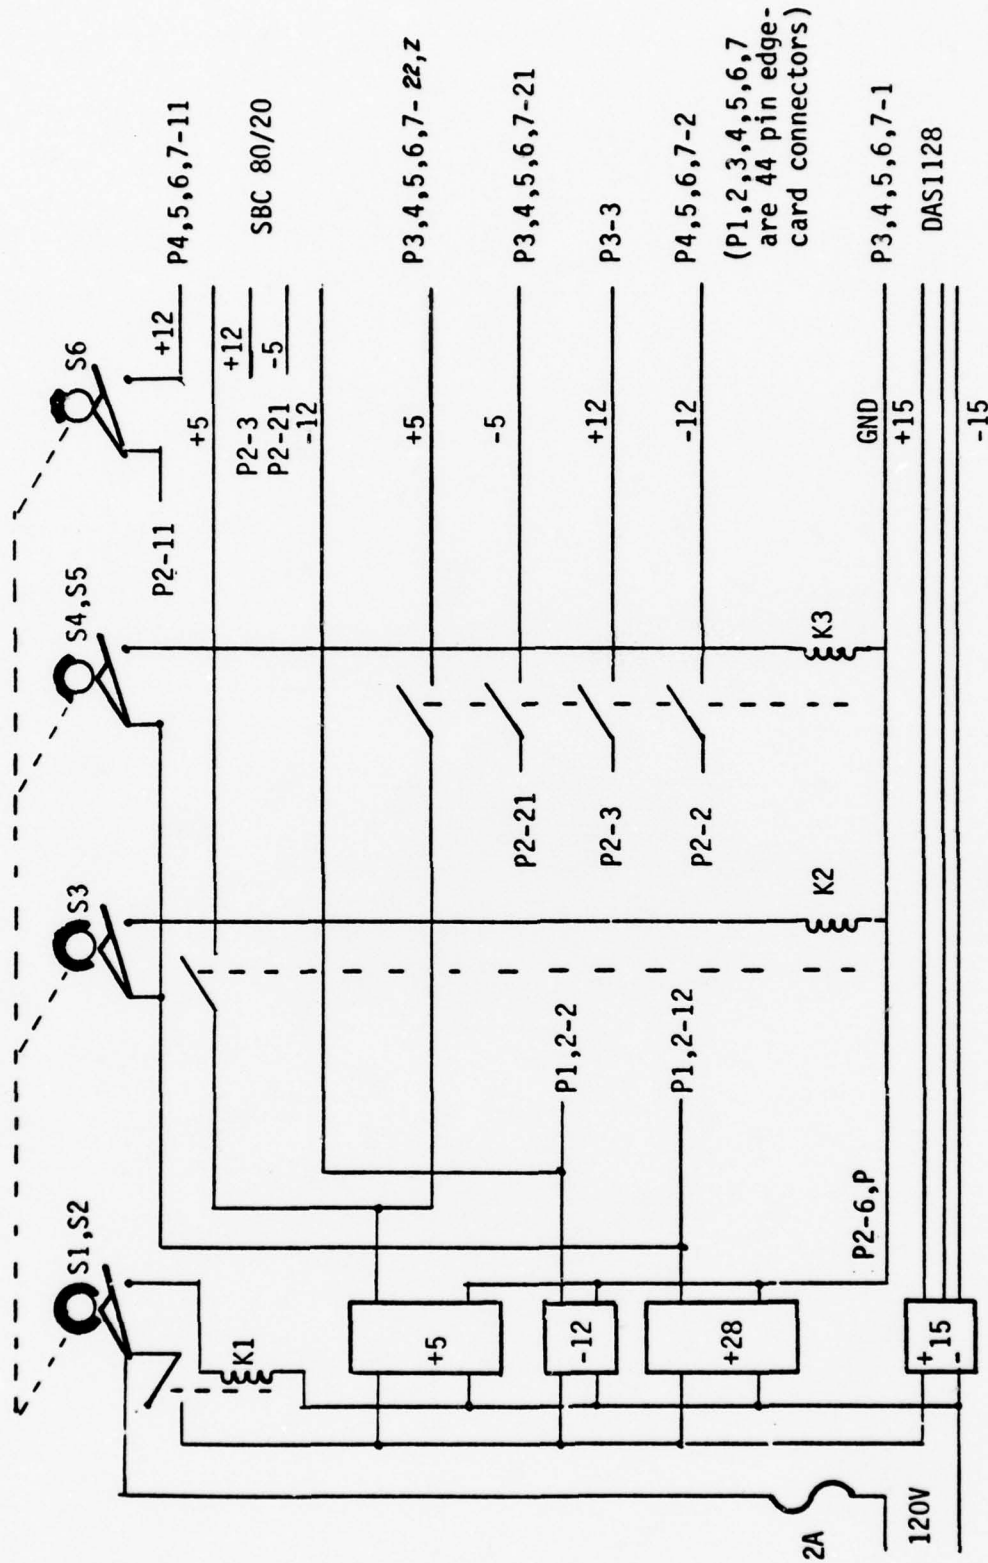 S1,S2
S3
S4,S5
S6
+12
P4,5,6,7-11
P2-11
+5
P2-3
+12
P2-21
-5
SBC 80/20
-12
+5
P3,4,5,6,7- 22,Z
P2-21
-5
P3,4,5,6,7-21
P2-3
+12
P3-3
P2-2
-12
P4,5,6,7-2
(P1,2,3,4,5,6,7
are 44 pin edge-
card connectors)
P1,2-2
P1,2-12
K1
K2
K3
+5
-12
+28
+15
-
P2-6,P
GND
P3,4,5,6,7-1
+15
DAS1128
-15
2A
120V